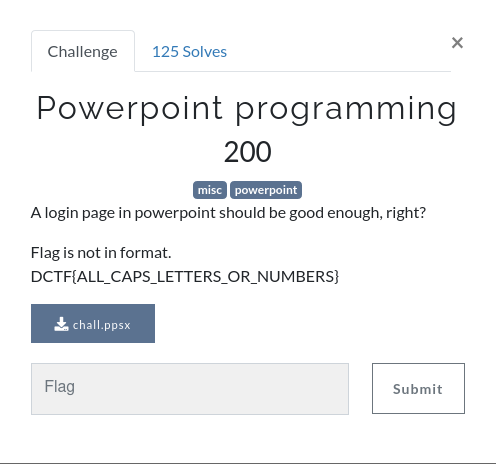 Challenge
125 Solves
×
Powerpoint programming
200
misc powerpoint
A login page in powerpoint should be good enough, right?
Flag is not in format.
DCTF{ALL_CAPS_LETTERS_OR_NUMBERS}
chall.ppsx
Flag
Submit